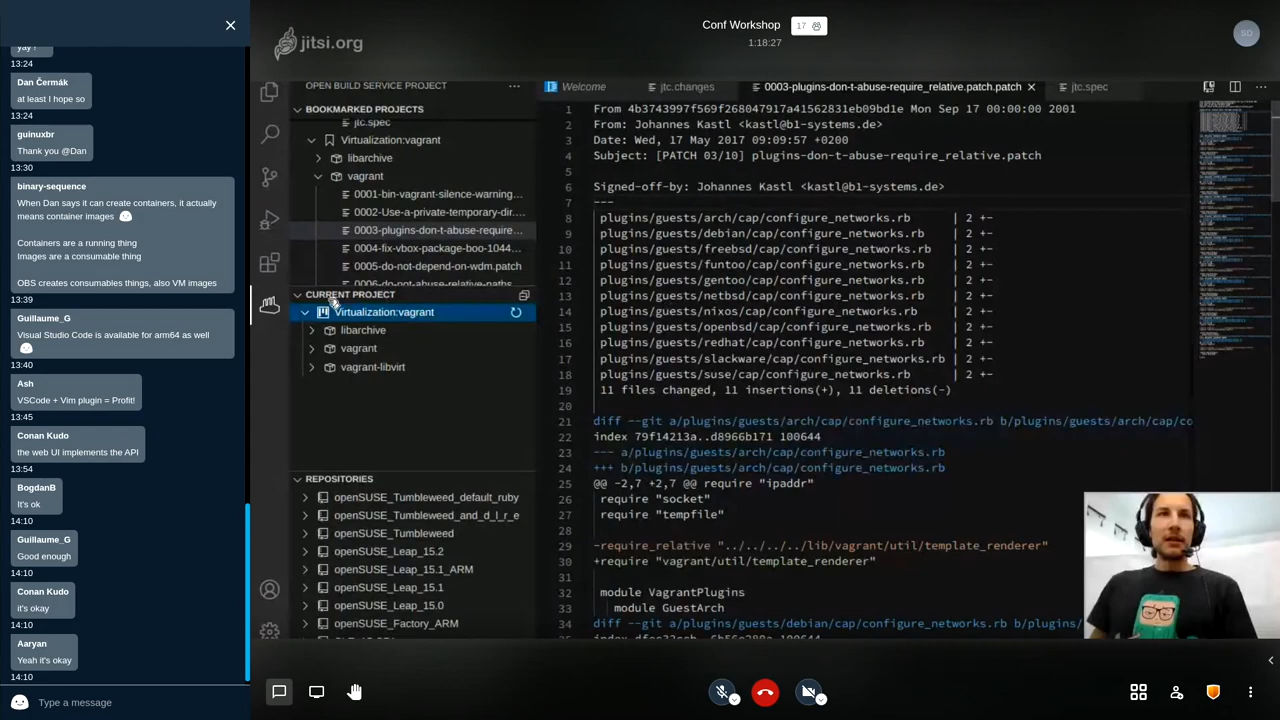 yay !
13:24
Dan Čermák
at least I hope so
13:24
guinuxbr
Thank you @Dan
13:30
binary-sequence
When Dan says it can create containers, it actually
means container images
Containers are a running thing
Images are a consumable thing
OBS creates consumables things, also VM images
13:39
Guillaume_G
Visual Studio Code is available for arm64 as well
13:40
Ash
VSCode + Vim plugin = Profit!
13:45
Conan Kudo
the web UI implements the API
13:54
BogdanB
It's ok
14:10
Guillaume_G
Good enough
14:10
Conan Kudo
it's okay
14:10
Aaryan
Yeah it's okay
14:10
Type a message
jitsi.org
Conf Workshop
17
1:18:27
SD
OPEN BUILD SERVICE PROJECT
BOOKMARKED PROJECTS
jtc.spec
Virtualization:vagrant
libarchive
vagrant
0001-bin-vagrant-silence-warning...
0002-Use-a-private-temporary-dir....
0003-plugins-don-t-abuse-require...
0004-fix-vbox-package-boo-1044...
0005-do-not-depend-on-wdm.patch
0006-do-not-abuse-relative-paths
CURRENT PROJECT
Virtualization:vagrant
libarchive
vagrant
vagrant-libvirt
REPOSITORIES
openSUSE_Tumbleweed_default_ruby
openSUSE_Tumbleweed_and_d_l_r_e
openSUSE_Tumbleweed
openSUSE_Leap_15.2
openSUSE_Leap_15.1_ARM
openSUSE_Leap_15.1
openSUSE_Leap_15.0
openSUSE_Factory_ARM
Welcome
jtc.changes
0003-plugins-don-t-abuse-require_relative.patch.patch
jtc.spec
1 From 4b3743997f569f268047917a41562831eb09bd1e Mon Sep 17 00:00:00 2001
2 From: Johannes Kastl <kastl@b1-systems.de>
3 Date: Wed, 17 Mar 2017 09:09:57 +0200
4 Subject: [PATCH 03/10] plugins-don-t-abuse-require_relative.patch
5
6 Signed-off-by: Johannes Kastl <kastl@b1-systems.de>
7 ---
8 plugins/guests/arch/cap/configure_networks.rb | 2 +-
9 plugins/guests/debian/cap/configure_networks.rb | 2 +-
10 plugins/guests/freebsd/cap/configure_networks.rb | 2 +-
11 plugins/guests/funtoo/cap/configure_networks.rb | 2 +-
12 plugins/guests/gentoo/cap/configure_networks.rb | 2 +-
13 plugins/guests/netbsd/cap/configure_networks.rb | 2 +-
14 plugins/guests/nixos/cap/configure_networks.rb | 2 +-
15 plugins/guests/openbsd/cap/configure_networks.rb | 2 +-
16 plugins/guests/redhat/cap/configure_networks.rb | 2 +-
17 plugins/guests/slackware/cap/configure_networks.rb | 2 +-
18 plugins/guests/suse/cap/configure_networks.rb | 2 +-
19 11 files changed, 11 insertions(+), 11 deletions(-)
20
21 diff --git a/plugins/guests/arch/cap/configure_networks.rb b/plugins/guests/arch/cap/co
22 index 79f14213a..d8966b171 100644
23 --- a/plugins/guests/arch/cap/configure_networks.rb
24 +++ b/plugins/guests/arch/cap/configure_networks.rb
25 @@ -2,7 +2,7 @@ require "ipaddr"
26 require "socket"
27 require "tempfile"
28
29 -require_relative "../../../../lib/vagrant/util/template_renderer"
30 +require "vagrant/util/template_renderer"
31
32 module VagrantPlugins
33 module GuestArch
34 diff --git a/plugins/guests/debian/cap/configure_networks.rb b/plugins/